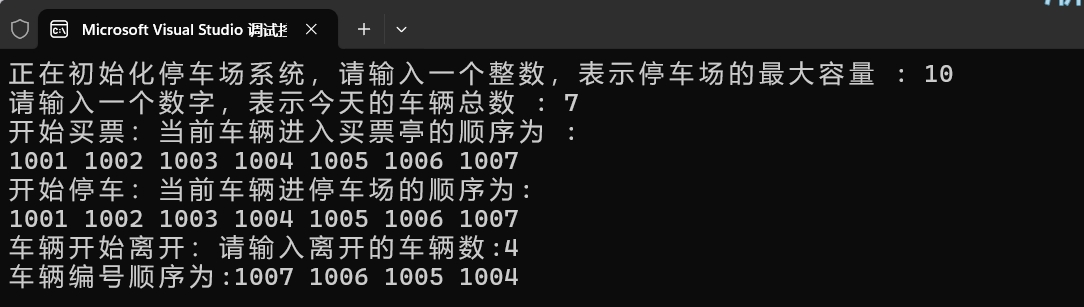 Microsoft Visual Studio 调试
正在初始化停车场系统，请输入一个整数，表示停车场的最大容量 : 10
请输入一个数字，表示今天的车辆总数 : 7
开始买票：当前车辆进入买票亭的顺序为 :
1001 1002 1003 1004 1005 1006 1007
开始停车：当前车辆进停车场的顺序为:
1001 1002 1003 1004 1005 1006 1007
车辆开始离开：请输入离开的车辆数:4
车辆编号顺序为:1007 1006 1005 1004